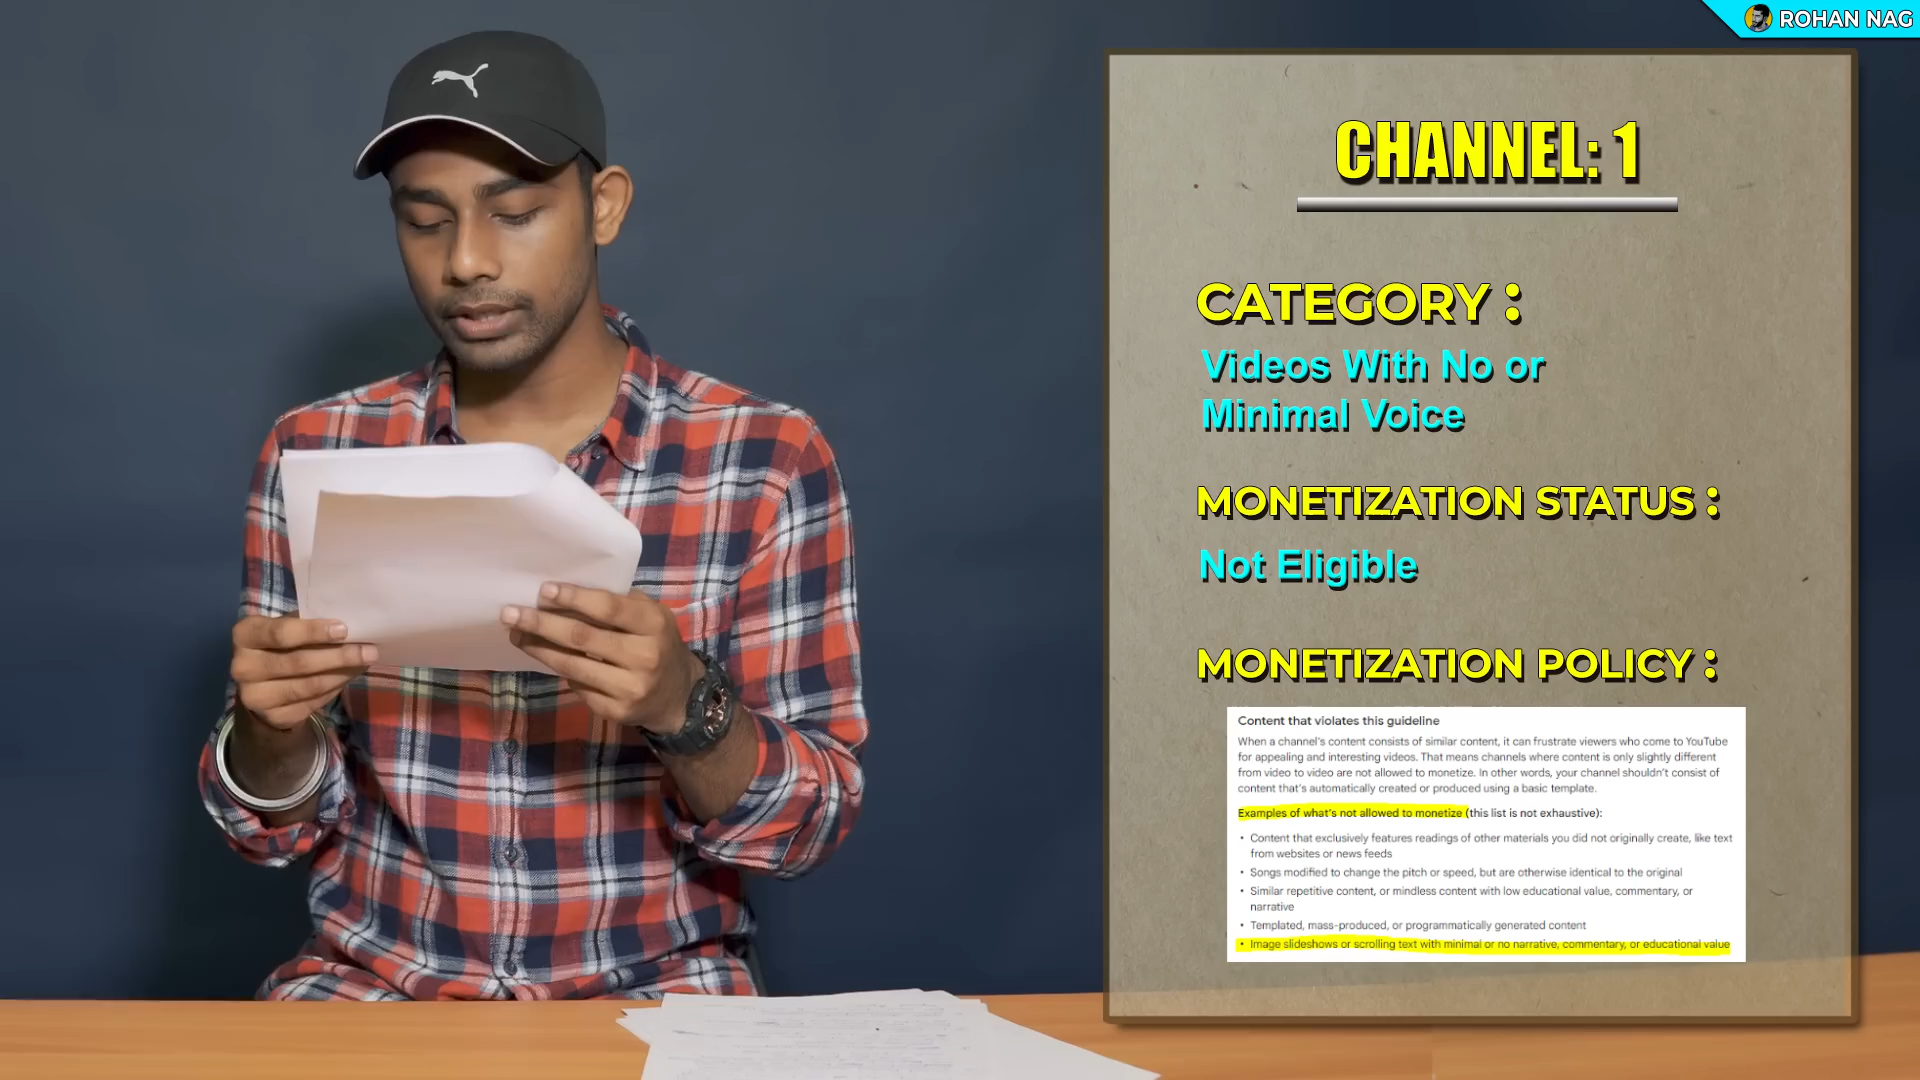 ROHAN NAG
CHANNEL: 1
CATEGORY :
Videos With No or
Minimal Voice
MONETIZATION STATUS :
Not Eligible
MONETIZATION POLICY :
Content that violates this guideline
When a channel's content consists of similar content, it can frustrate viewers who come to YouTube
for appealing and interesting videos. That means channels where content is only slightly different
from video to video are not allowed to monetize. In other words, your channel shouldn't consist of
content that's automatically created or produced using a basic template.
Examples of what's not allowed to monetize (this list is not exhaustive):
• Content that exclusively features readings of other materials you did not originally create, like text
from websites or news feeds
• Songs modified to change the pitch or speed, but are otherwise identical to the original
• Similar repetitive content, or mindless content with low educational value, commentary, or
narrative
• Templated, mass-produced, or programmatically generated content
• Image slideshows or scrolling text with minimal or no narrative, commentary, or educational value